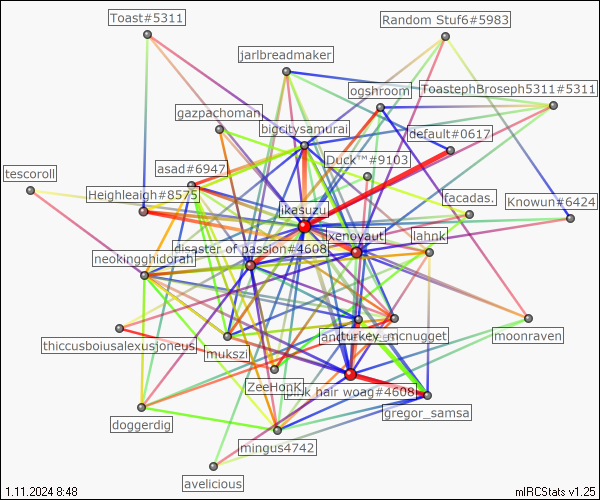 Toast#5311
Random Stuf6#5983
jarlbreadmaker
ogshroom
ToastephBroseph5311#5311
gazpachoman
bigcitysamurai
default#0617
Duck™#9103
tescoroll
asad#6947
Heighleaigh#8575
facadas.
Knowun#6424
ikasuzu
xenoyaut
lahnk
disaster of passion#4608
neokingghidorah
turkey_mcnugget
moonraven
thiccusboiusalexusjoneus
mukszi
ZeeHonk
pink hair woag#4608
gregor_samsa
doggerdig
mingus4742
avelicious
1.11.2024 8:48
mIRCStats v1.25